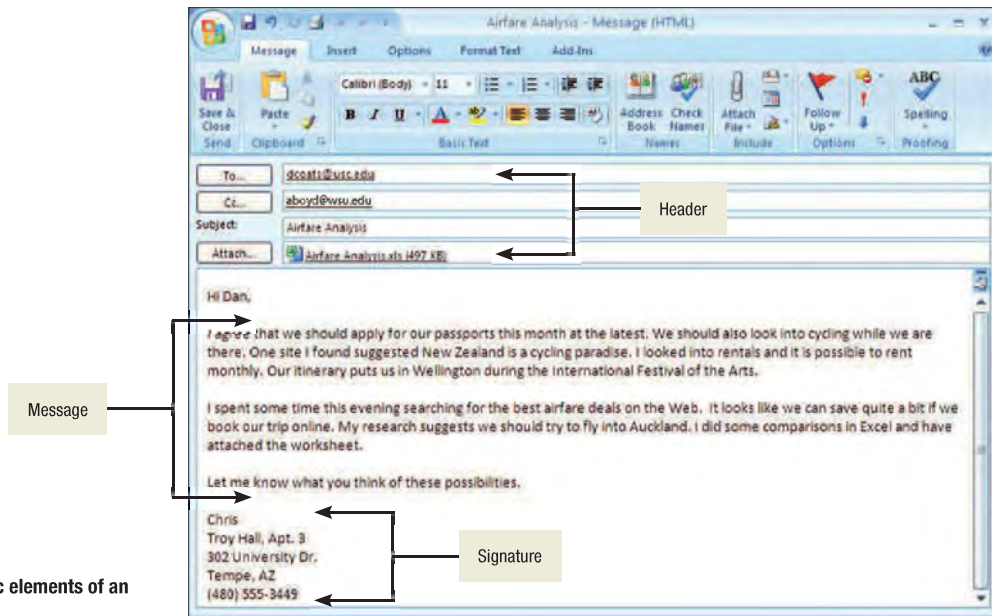 Airfare Analysis - Message (HTML)
Message Insert Options Format Text Add-Ins
Calibri (Body) 11
Save & Close
Paste
B I U A ab
Address Book
Check Names
Attach File
Follow Up
ABC
Spelling
Send Clipboard Basic Text Names Include Options Proofing
To... dcoats@usc.edu
Cc... aboyd@wsu.edu
Header
Subject: Airfare Analysis
Attach... Airfare Analysis.xls (497 KB)
Hi Dan,
I agree that we should apply for our passports this month at the latest. We should also look into cycling while we are
there. One site I found suggested New Zealand is a cycling paradise. I looked into rentals and it is possible to rent
monthly. Our itinerary puts us in Wellington during the International Festival of the Arts.
Message
I spent some time this evening searching for the best airfare deals on the Web. It looks like we can save quite a bit if we
book our trip online. My research suggests we should try to fly into Auckland. I did some comparisons in Excel and have
attached the worksheet.
Let me know what you think of these possibilities.
Chris
Troy Hall, Apt. 3
302 University Dr.
Signature
Tempe, AZ
(480) 555-3449
c elements of an